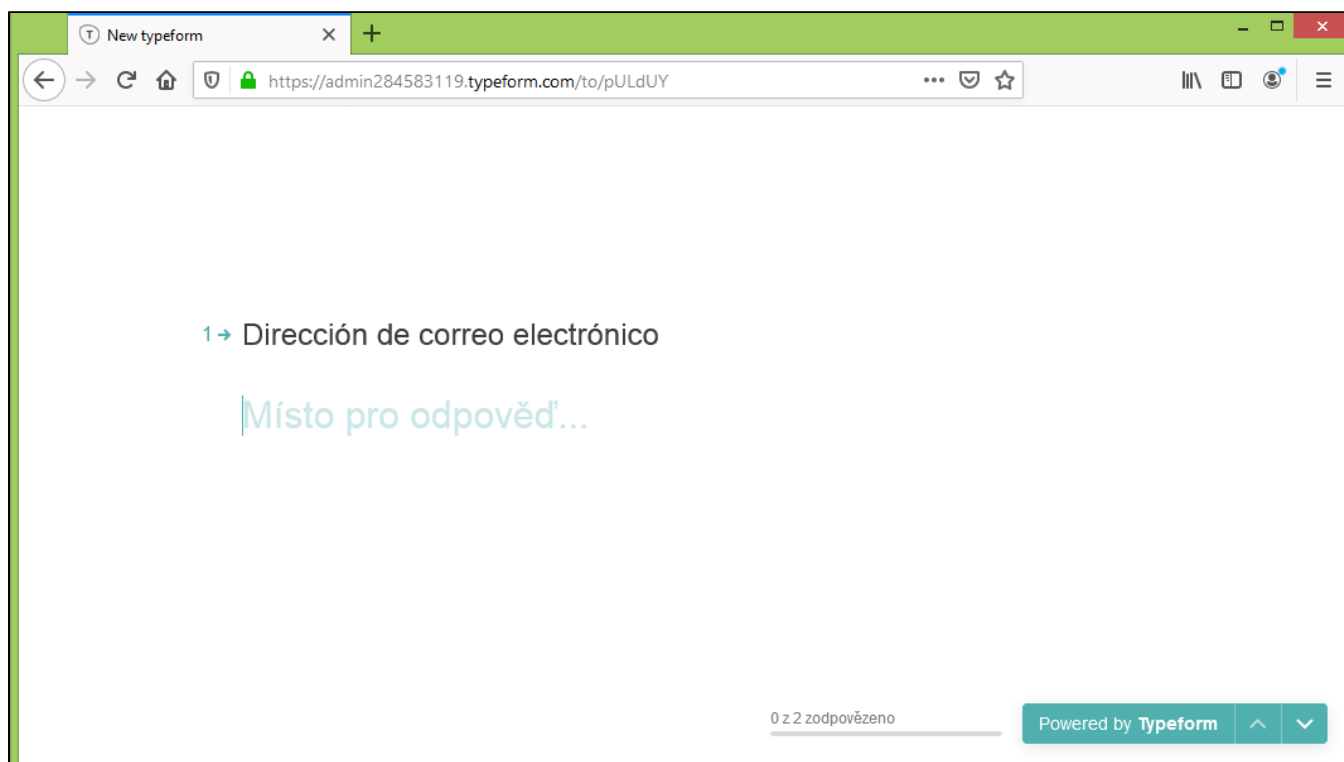 New typeform
https://admin284583119.typeform.com/to/pULdUY
1 → Dirección de correo electrónico
Místo pro odpověď...
0 z 2 zodpovězeno
Powered by Typeform